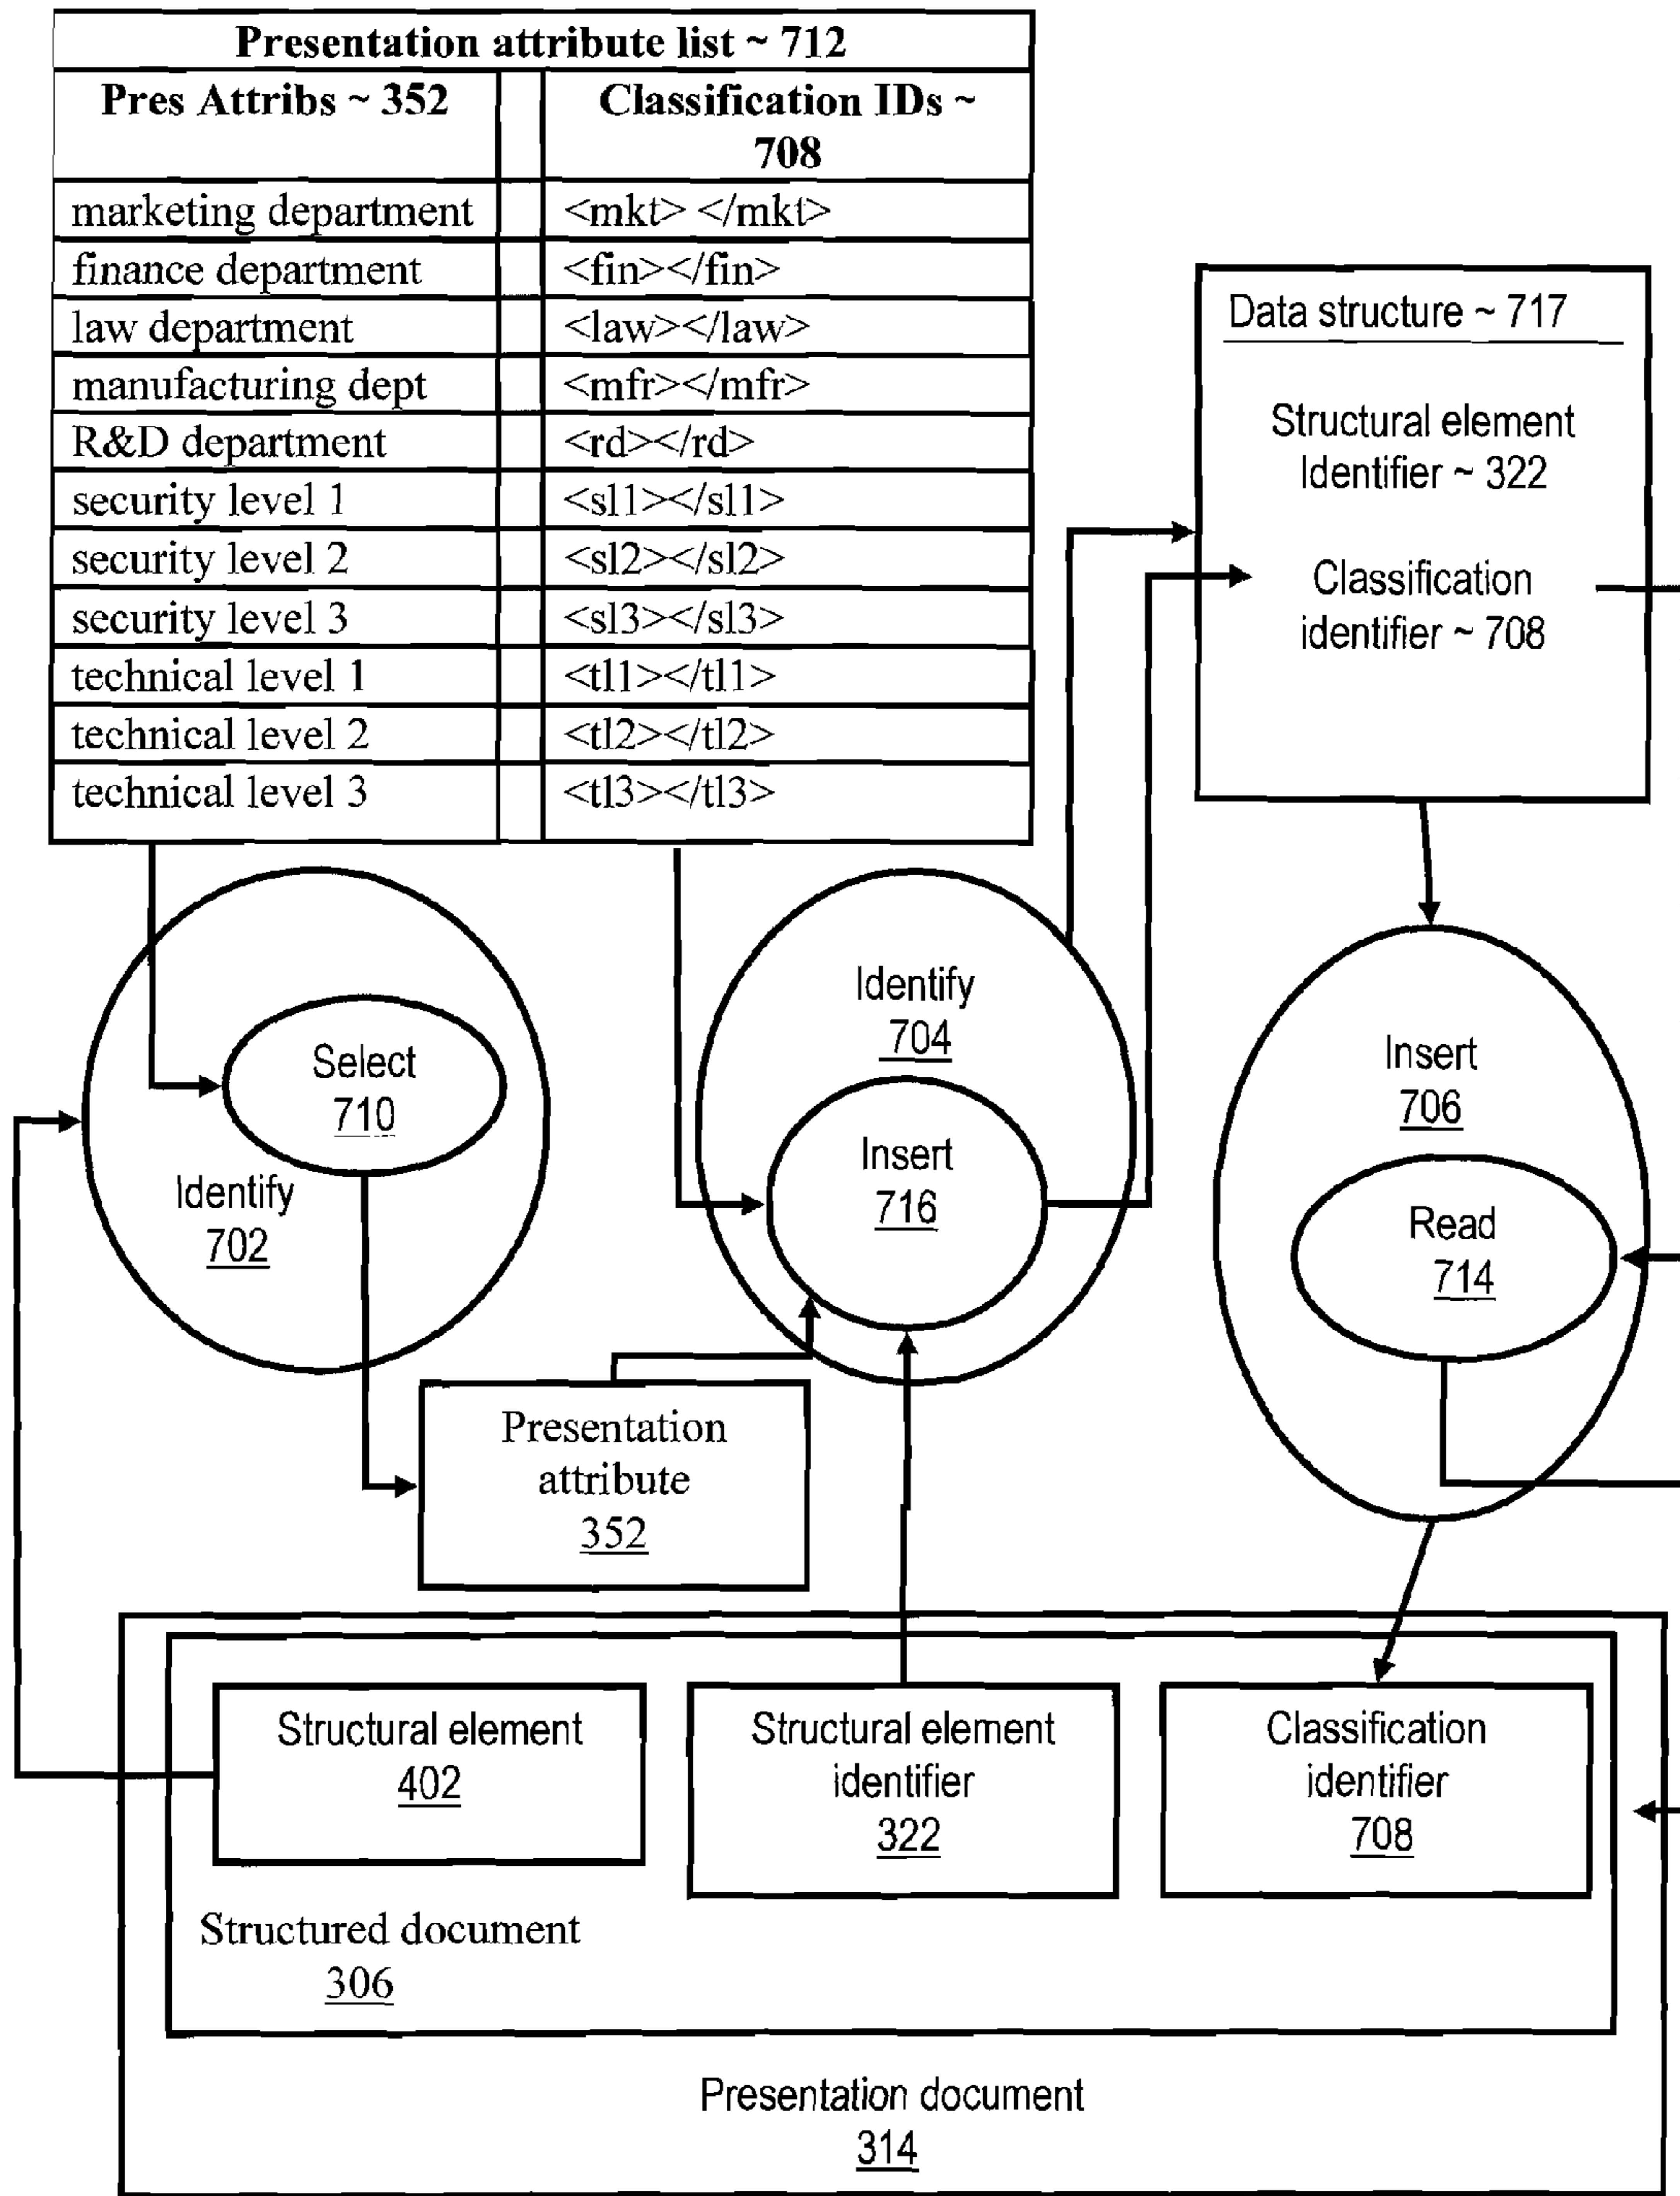 Presentation attribute list ~ 712
Pres Attribs ~ 352
Classification IDs ~
708
marketing department <mkt> </mkt>
finance department <fin></fin>
law department <law></law>
manufacturing dept <mfr></mfr>
R&D department <rd></rd>
security level 1 <sl1></sl1>
security level 2 <sl2></sl2>
security level 3 <sl3></sl3>
technical level 1 <tl1></tl1>
technical level 2 <tl2></tl2>
technical level 3 <tl3></tl3>
Data structure ~ 717
Structural element
Identifier ~ 322
Classification
identifier ~ 708
Select
710
Identify
702
Identify
704
Insert
716
Insert
706
Read
714
Presentation
attribute
352
Structural element
402
Structural element
identifier
322
Classification
identifier
708
Structured document
306
Presentation document
314